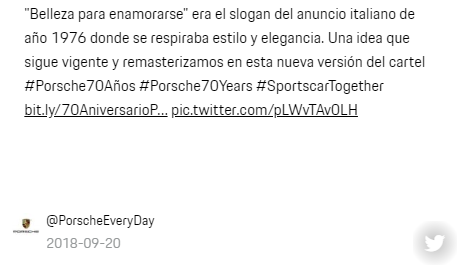 "Belleza para enamorarse" era el slogan del anuncio italiano de
año 1976 donde se respiraba estilo y elegancia. Una idea que
sigue vigente y remasterizamos en esta nueva versión del cartel
#Porsche70Años #Porsche70Years #SportscarTogether
bit.ly/70AniversarioP... pic.twitter.com/pLWvTAvOLH
PORSCHE
@PorscheEveryDay
2018-09-20